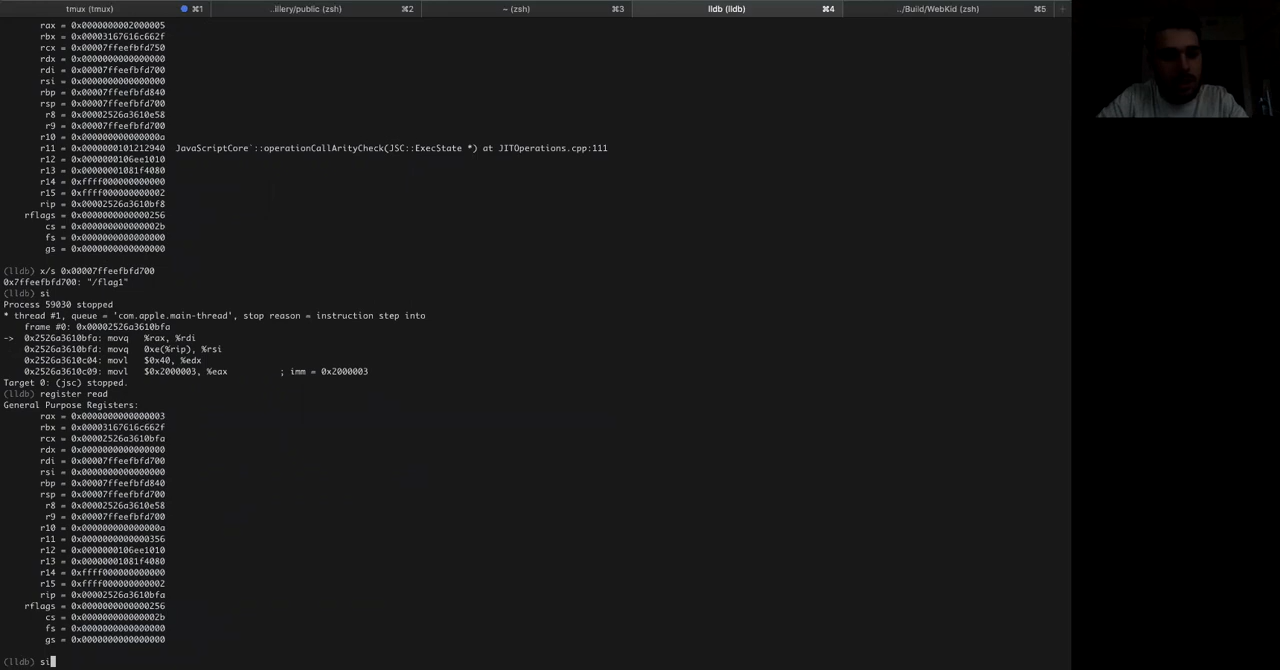 tmux (tmux) ⌘1 ..illery/public (zsh) ⌘2 ~ (zsh) ⌘3 lldb (lldb) ⌘4 ../Build/WebKid (zsh) ⌘5 +
rax = 0x0000000002000005
rbx = 0x00003167616c662f
rcx = 0x00007ffeefbfd750
rdx = 0x0000000000000000
rdi = 0x00007ffeefbfd700
rsi = 0x0000000000000000
rbp = 0x00007ffeefbfd840
rsp = 0x00007ffeefbfd700
r8 = 0x00002526a3610e58
r9 = 0x00007ffeefbfd700
r10 = 0x000000000000000a
r11 = 0x0000000101212940 JavaScriptCore`::operationCallArityCheck(JSC::ExecState *) at JITOperations.cpp:111
r12 = 0x0000000106ee1010
r13 = 0x00000001081f4080
r14 = 0xffff000000000000
r15 = 0xffff000000000002
rip = 0x00002526a3610bf8
rflags = 0x0000000000000256
cs = 0x000000000000002b
fs = 0x0000000000000000
gs = 0x0000000000000000
(lldb) x/s 0x00007ffeefbfd700
0x7ffeefbfd700: "/flag1"
(lldb) si
Process 59030 stopped
* thread #1, queue = 'com.apple.main-thread', stop reason = instruction step into
frame #0: 0x00002526a3610bfa
-> 0x2526a3610bfa: movq %rax, %rdi
0x2526a3610bfd: movq 0xe(%rip), %rsi
0x2526a3610c04: movl $0x40, %edx
0x2526a3610c09: movl $0x2000003, %eax ; imm = 0x2000003
Target 0: (jsc) stopped.
(lldb) register read
General Purpose Registers:
rax = 0x0000000000000003
rbx = 0x00003167616c662f
rcx = 0x00002526a3610bfa
rdx = 0x0000000000000000
rdi = 0x00007ffeefbfd700
rsi = 0x0000000000000000
rbp = 0x00007ffeefbfd840
rsp = 0x00007ffeefbfd700
r8 = 0x00002526a3610e58
r9 = 0x00007ffeefbfd700
r10 = 0x000000000000000a
r11 = 0x0000000000000356
r12 = 0x0000000106ee1010
r13 = 0x00000001081f4080
r14 = 0xffff000000000000
r15 = 0xffff000000000002
rip = 0x00002526a3610bfa
rflags = 0x0000000000000256
cs = 0x000000000000002b
fs = 0x0000000000000000
gs = 0x0000000000000000
(lldb) si